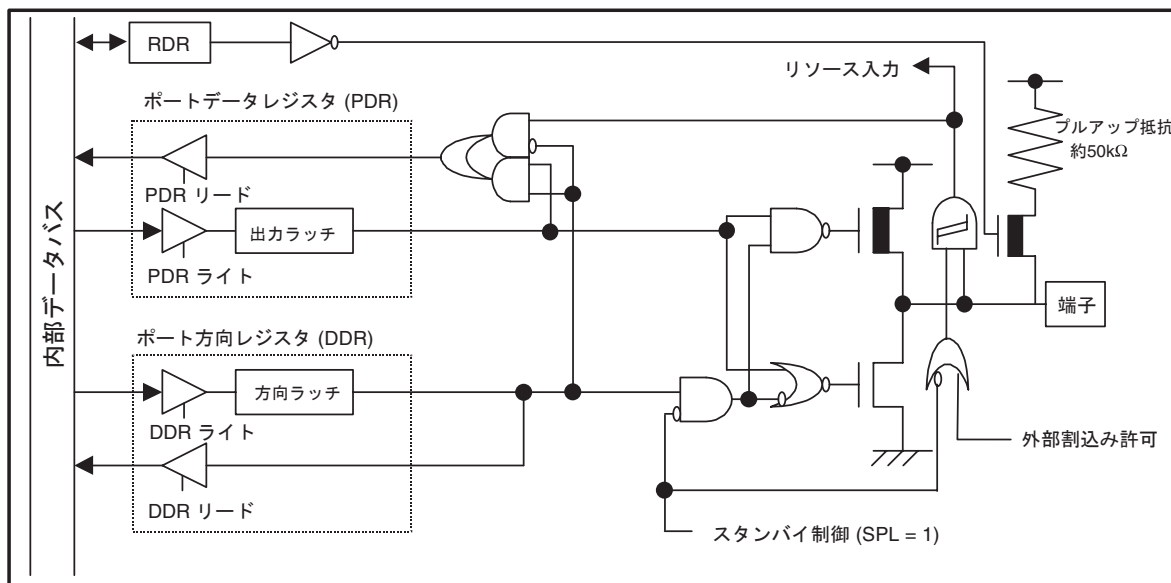 RDR
リソース入力
ポートデータレジスタ (PDR)
プルアップ抵抗
約50kΩ
PDR リード
出力ラッチ
PDR ライト
内部データバス
端子
ポート方向レジスタ (DDR)
方向ラッチ
DDR ライト
外部割込み許可
DDR リード
スタンバイ制御 (SPL = 1)